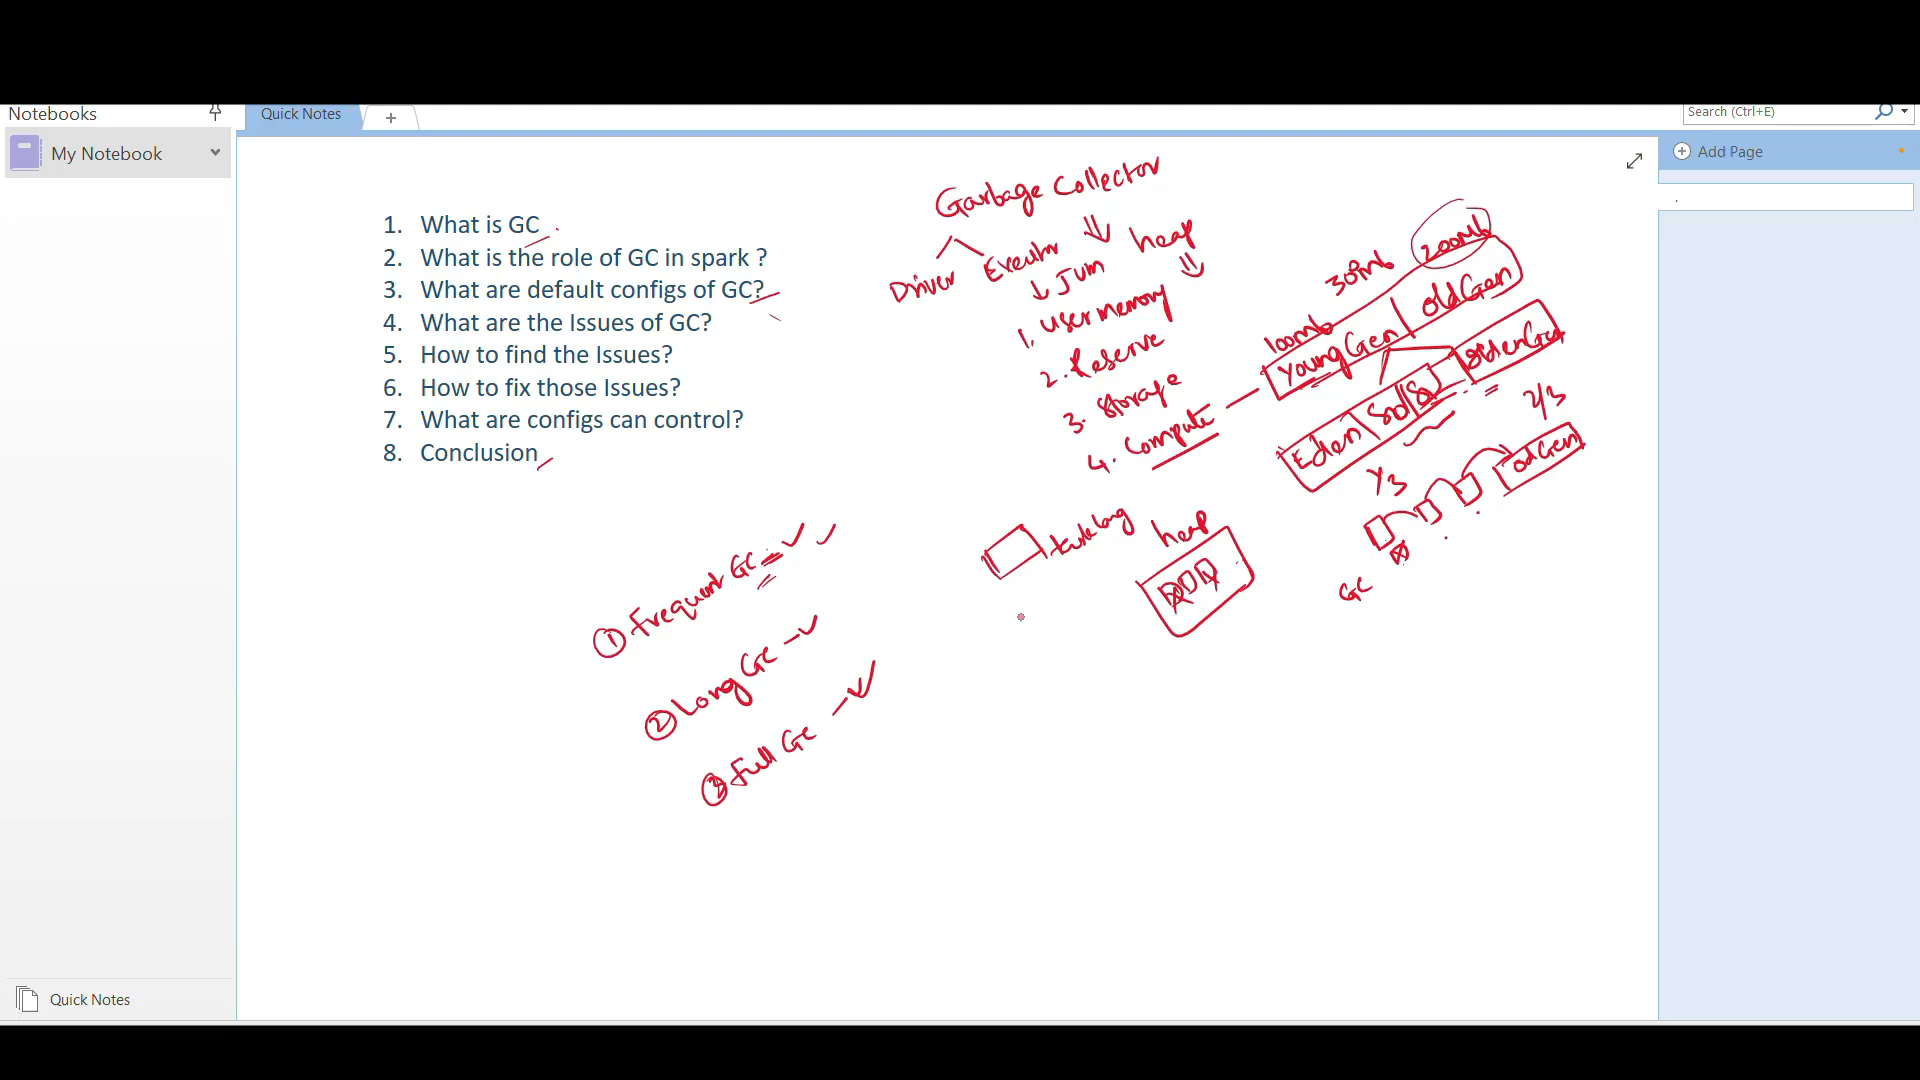 Notebooks
My Notebook
Quick Notes
+
Search (Ctrl+E)
Add Page
1. What is GC
2. What is the role of GC in spark ?
3. What are default configs of GC?
4. What are the Issues of GC?
5. How to find the Issues?
6. How to fix those Issues?
7. What are configs can control?
8. Conclusion
Garbage Collector
Driver Executor
Jvm
heap
1. user memory
2. Reserve
3. Storage
4. Compute
200mb
100mb
Young Gen
old Gen
Eden
1/3
2/3
GC
heap
① Frequent GC
② Long GC
③ Full GC
Quick Notes